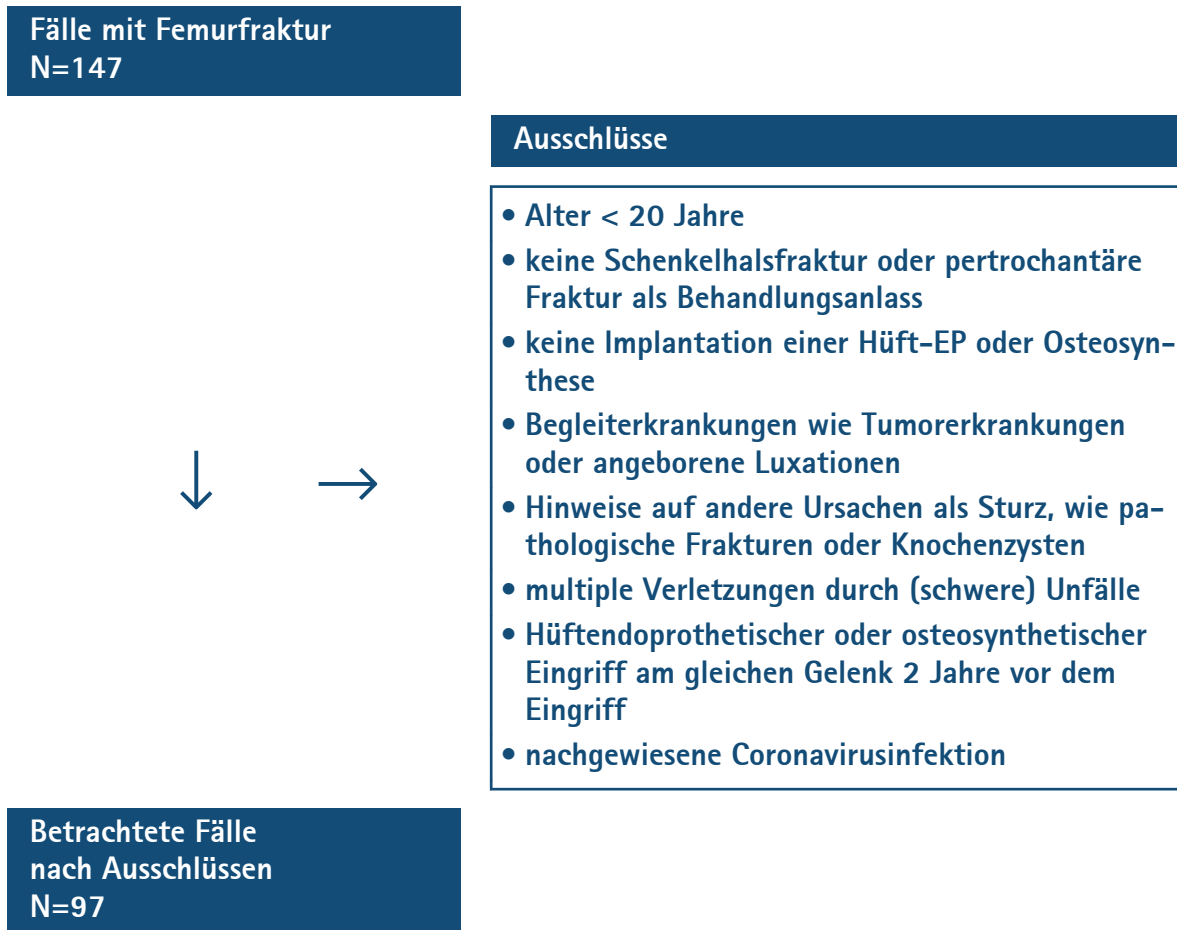 Fälle mit Femurfraktur
N=147
Ausschlüsse
• Alter < 20 Jahre
• keine Schenkelhalsfraktur oder pertrochantäre
Fraktur als Behandlungsanlass
• keine Implantation einer Hüft-EP oder Osteosyn-
these
• Begleiterkrankungen wie Tumorerkrankungen
oder angeborene Luxationen
• Hinweise auf andere Ursachen als Sturz, wie pa-
thologische Frakturen oder Knochenzysten
• multiple Verletzungen durch (schwere) Unfälle
• Hüftendoprothetischer oder osteosynthetischer
Eingriff am gleichen Gelenk 2 Jahre vor dem
Eingriff
• nachgewiesene Coronavirusinfektion
Betrachtete Fälle
nach Ausschlüssen
N=97